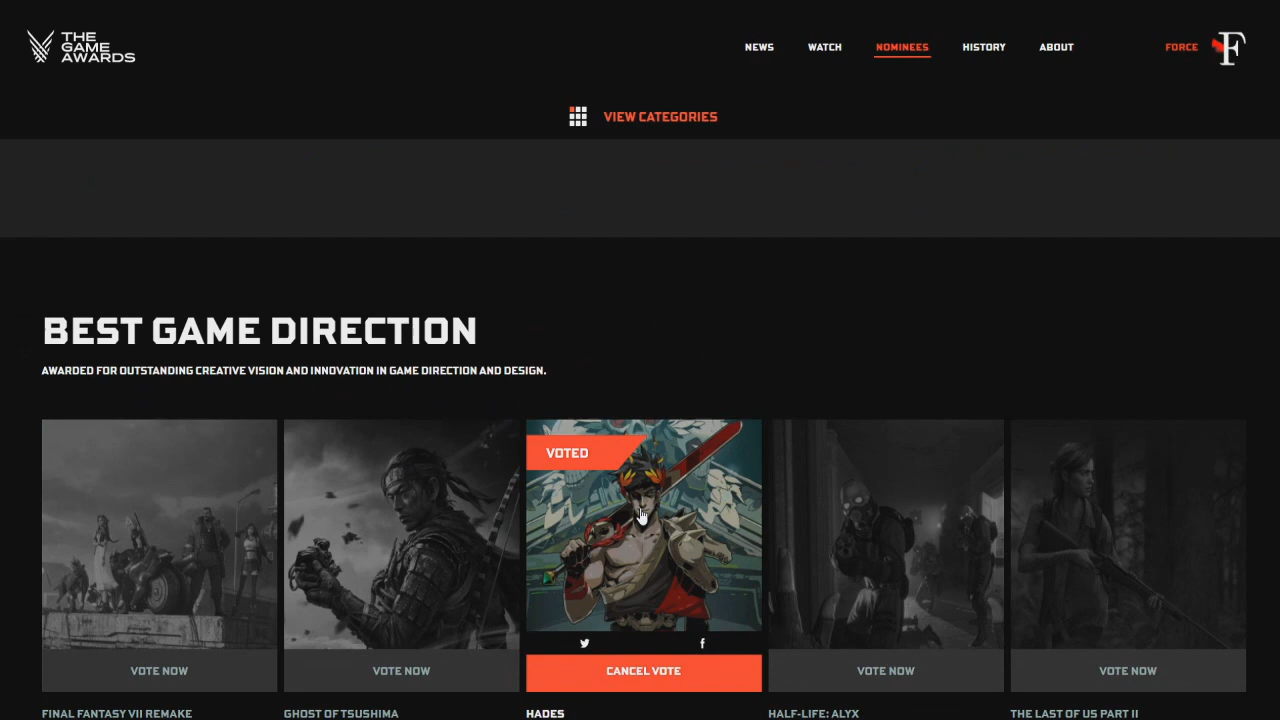 THE
GAME
AWARDS
NEWS
WATCH
NOMINEES
HISTORY
ABOUT
FORCE
F
VIEW CATEGORIES
BEST GAME DIRECTION
AWARDED FOR OUTSTANDING CREATIVE VISION AND INNOVATION IN GAME DIRECTION AND DESIGN.
VOTED
VOTE NOW
VOTE NOW
CANCEL VOTE
VOTE NOW
VOTE NOW
FINAL FANTASY VII REMAKE
GHOST OF TSUSHIMA
HADES
HALF-LIFE: ALYX
THE LAST OF US PART II